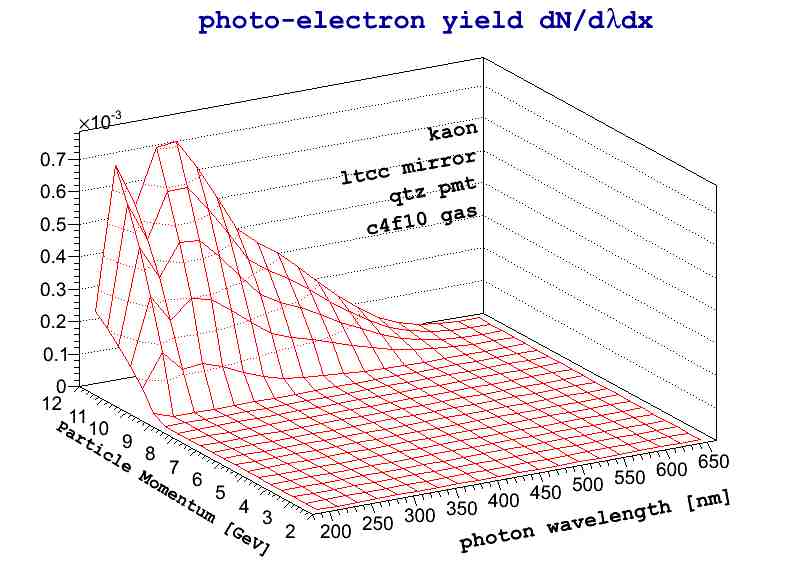 photo-electron yield dN/dλdx
×10⁻³
kaon
ltcc mirror
qtz pmt
c4f10 gas
0.7
0.6
0.5
0.4
0.3
0.2
0.1
0
12
11
10
9
8
7
6
5
4
3
2
Particle Momentum [GeV]
200 250 300 350 400 450 500 550 600 650
photon wavelength [nm]